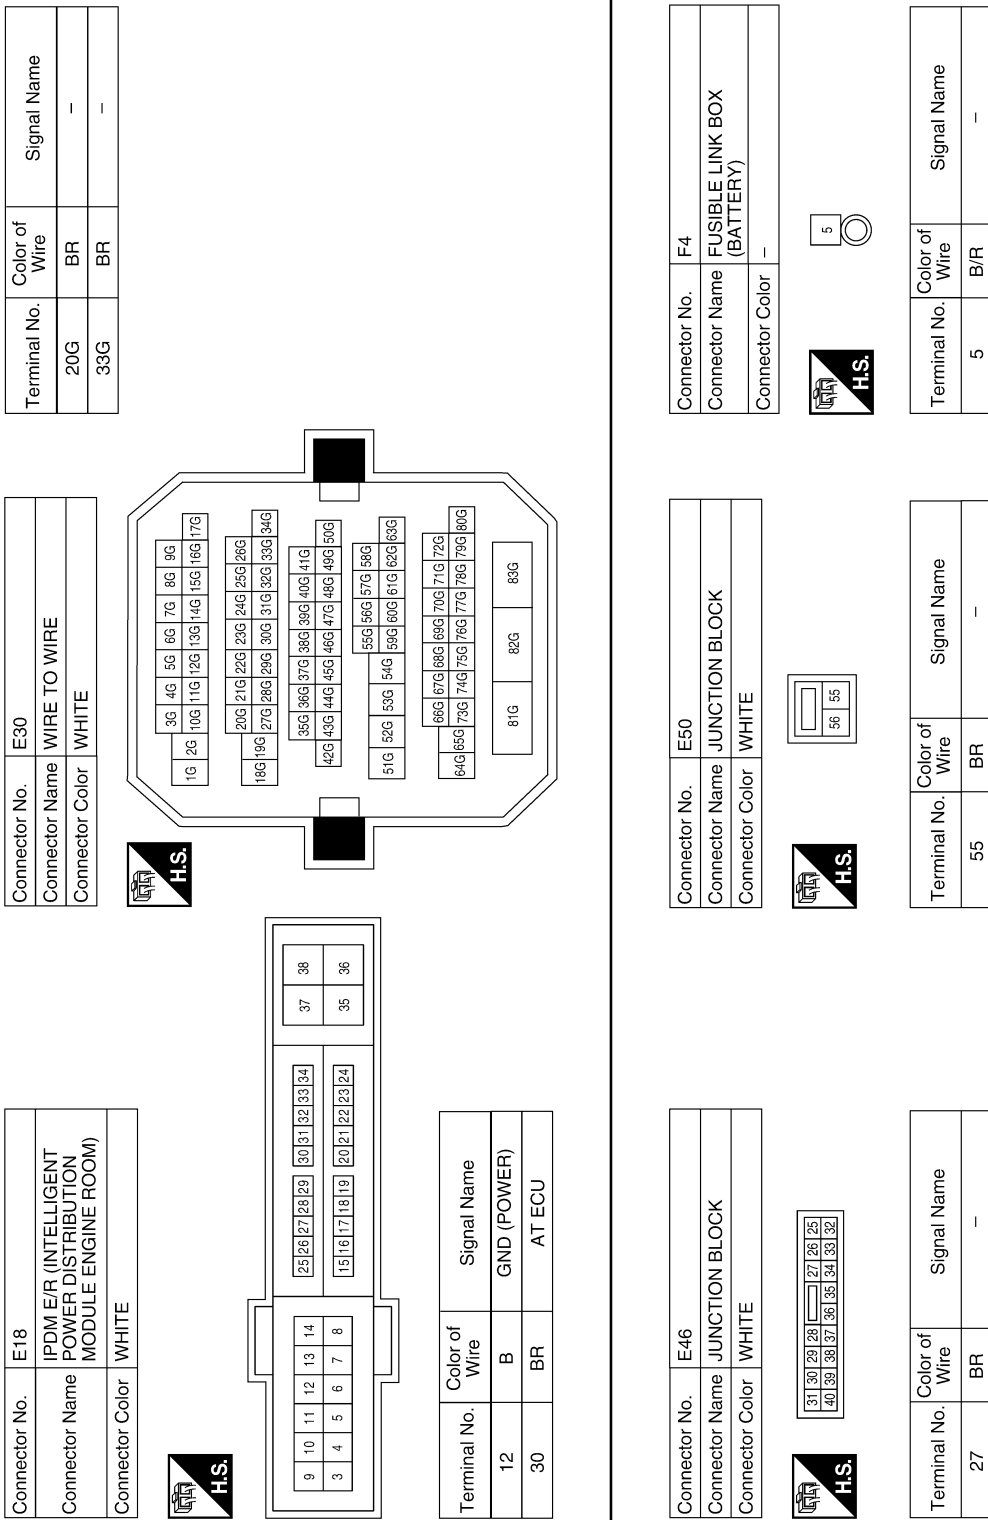 Connector No. E18
Connector Name IPDM E/R (INTELLIGENT
POWER DISTRIBUTION
MODULE ENGINE ROOM)
Connector Color WHITE
H.S.
9 10 11 12 13 14
3 4 5 6 7 8
25 26 27 28 29 30 31 32 33 34
15 16 17 18 19 20 21 22 23 24
37 38
35 36
Terminal No. Color of Wire Signal Name
12 B GND (POWER)
30 BR AT ECU
Connector No. E30
Connector Name WIRE TO WIRE
Connector Color WHITE
H.S.
3G 4G 5G 6G 7G 8G 9G
1G 2G 10G 11G 12G 13G 14G 15G 16G 17G
20G 21G 22G 23G 24G 25G 26G
18G 19G 27G 28G 29G 30G 31G 32G 33G 34G
35G 36G 37G 38G 39G 40G 41G
42G 43G 44G 45G 46G 47G 48G 49G 50G
55G 56G 57G 58G
51G 52G 53G 54G 59G 60G 61G 62G 63G
66G 67G 68G 69G 70G 71G 72G
64G 65G 73G 74G 75G 76G 77G 78G 79G 80G
81G 82G 83G
Terminal No. Color of Wire Signal Name
20G BR –
33G BR –
Connector No. E46
Connector Name JUNCTION BLOCK
Connector Color WHITE
H.S.
31 30 29 28 27 26 25
40 39 38 37 36 35 34 33 32
Terminal No. Color of Wire Signal Name
27 BR –
Connector No. E50
Connector Name JUNCTION BLOCK
Connector Color WHITE
H.S.
56 55
Terminal No. Color of Wire Signal Name
55 BR –
Connector No. F4
Connector Name FUSIBLE LINK BOX
(BATTERY)
Connector Color –
H.S.
5
Terminal No. Color of Wire Signal Name
5 B/R –